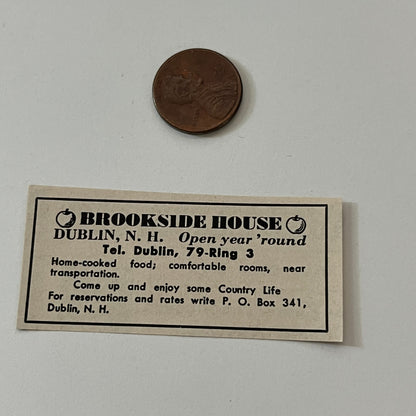 BROOKSIDE HOUSE
DUBLIN, N. H. Open year 'round
Tel. Dublin, 79-Ring 3
Home-cooked food; comfortable rooms, near
transportation.
Come up and enjoy some Country Life
For reservations and rates write P. O. Box 341,
Dublin, N. H.